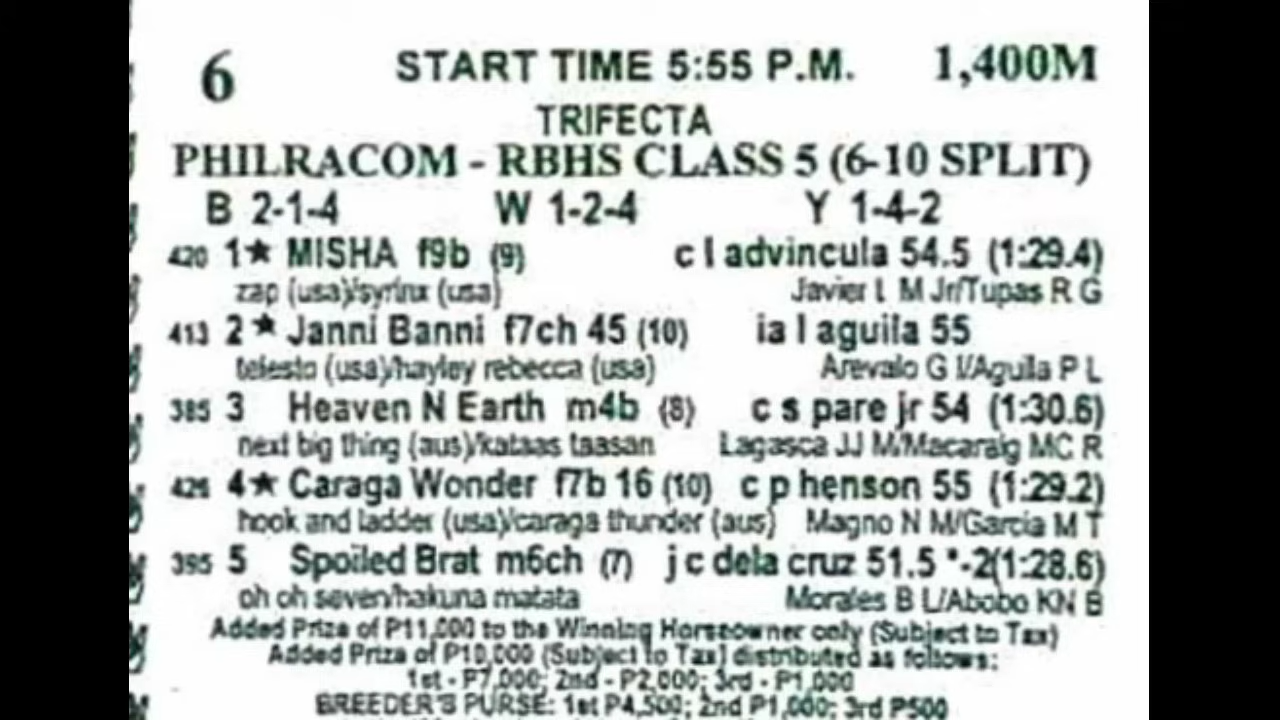 6 START TIME 5:55 P.M. 1,400M
TRIFECTA
PHILRACOM - RBHS CLASS 5 (6-10 SPLIT)
B 2-1-4 W 1-2-4 Y 1-4-2
420 1★ MISHA f9b (9) c l advincula 54.5 (1:29.4)
zap (usa)/syrinx (usa) Javier L M Jr/Tupas R G
413 2★ Janni Banni f7ch 45 (10) ia l aguila 55
telesto (usa)/hayley rebecca (usa) Arevalo G I/Aguila P L
385 3 Heaven N Earth m4b (8) c s pare jr 54 (1:30.6)
next big thing (aus)/kataas taasan Lagasca JJ M/Macaraig MC R
4★ Caraga Wonder f7b 16 (10) c p henson 55 (1:29.2)
hook and ladder (usa)/caraga thunder (aus) Magno N M/Garcia M T
395 5 Spoiled Brat m6ch (7) j c dela cruz 51.5 *-2(1:28.6)
oh oh seven/hakuna matata Morales B L/Abobo KN B
Added Prize of P11,000 to the Winning Horseowner only (Subject to Tax)
Added Prize of P10,000 (Subject to Tax) distributed as follows:
1st - P7,000; 2nd - P2,000; 3rd - P1,000
BREEDER'S PURSE: 1st P4,500; 2nd P1,000; 3rd P500